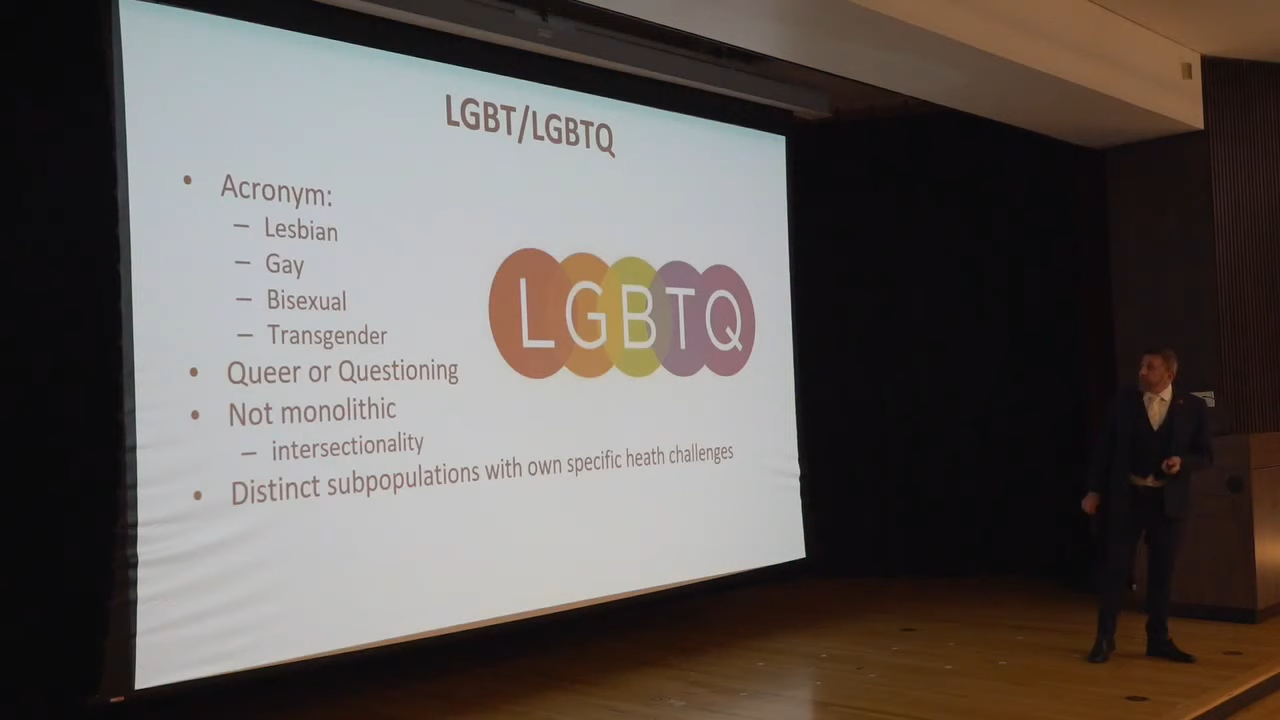 LGBT/LGBTQ
• Acronym:
– Lesbian
– Gay
– Bisexual
– Transgender
• Queer or Questioning
• Not monolithic
– intersectionality
• Distinct subpopulations with own specific heath challenges
LGBTQ